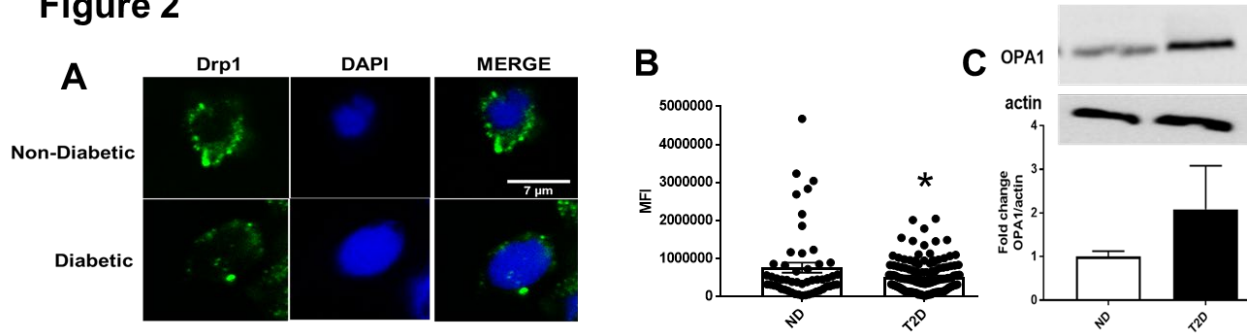 Figure 2
A
Drp1
DAPI
MERGE
Non-Diabetic
7 µm
Diabetic
B
MFI
5000000
4000000
3000000
2000000
1000000
0
*
ND
T2D
C
OPA1
actin
Fold change
OPA1/actin
4
3
2
1
0
ND
T2D